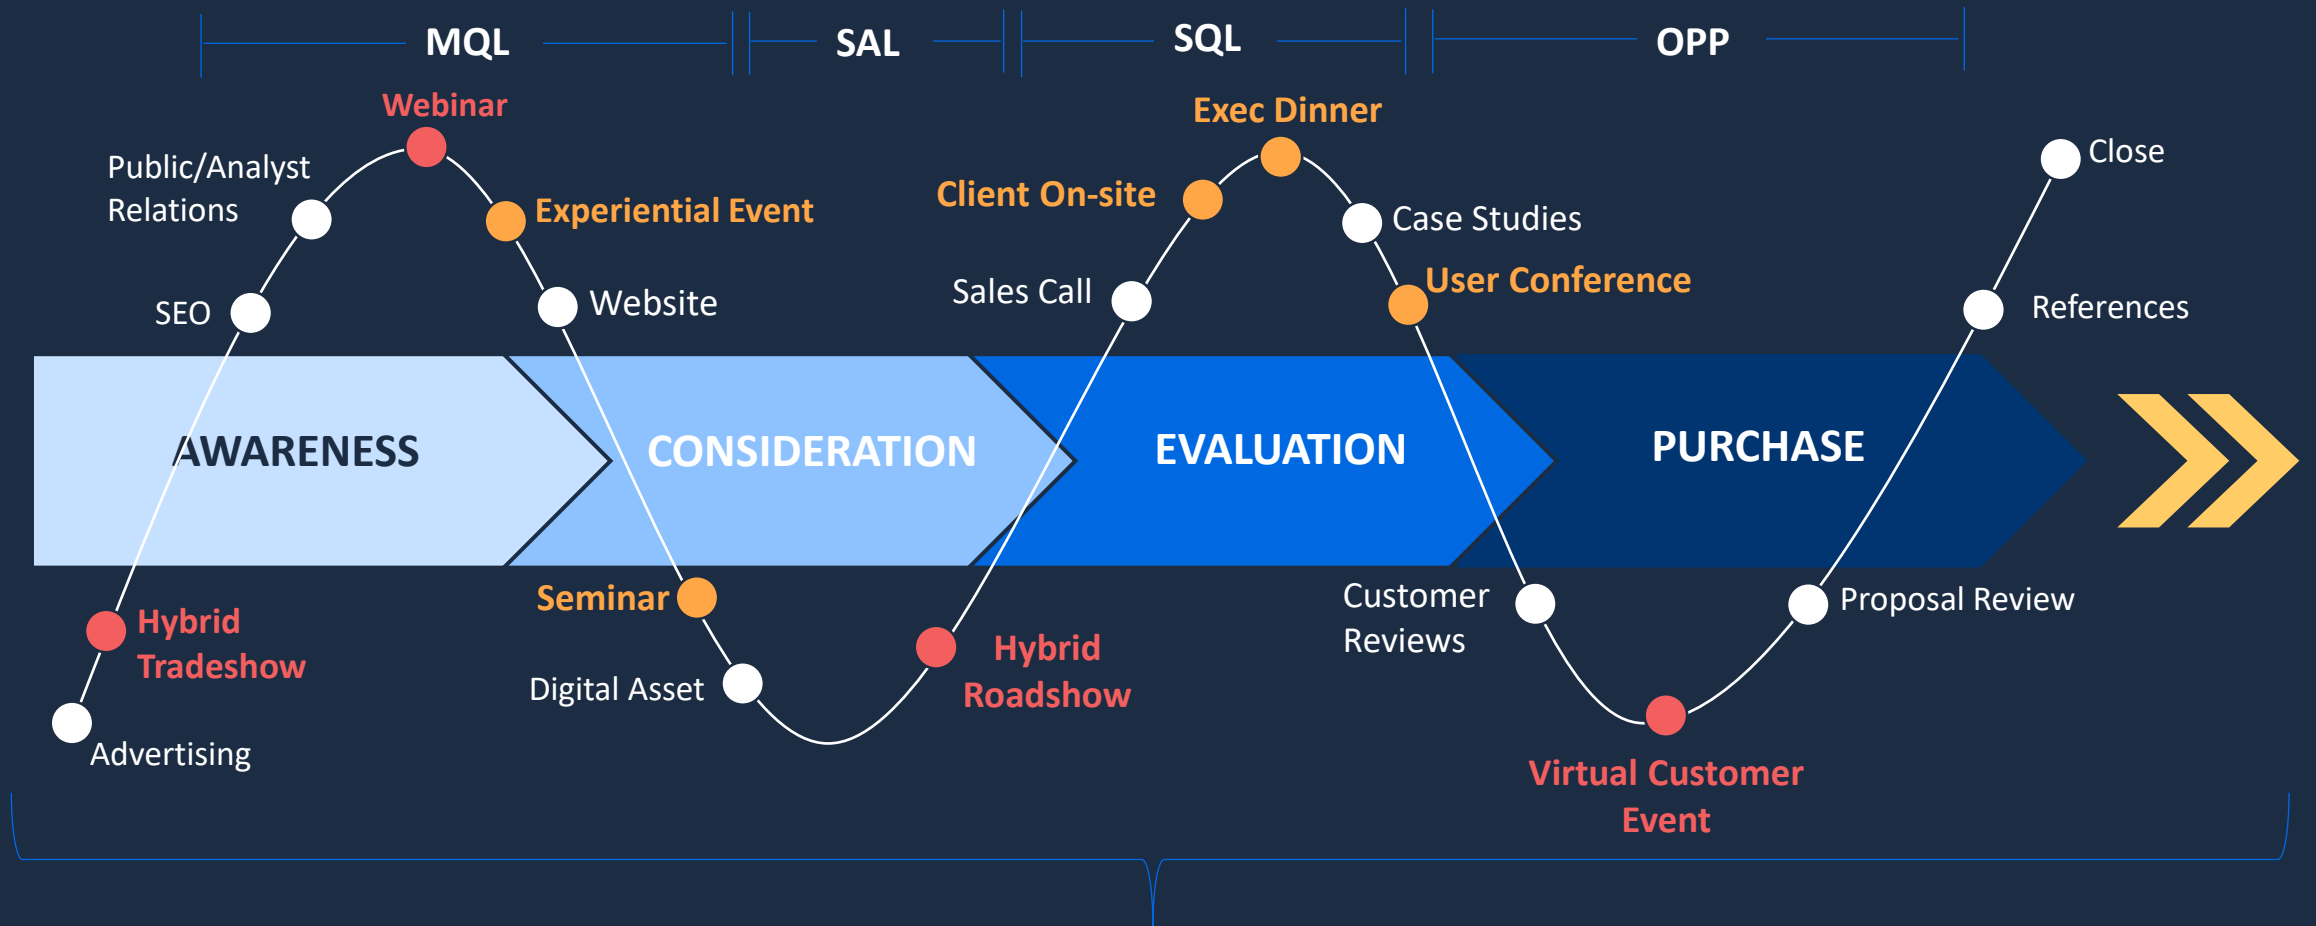 MQL
SAL
SQL
OPP
Webinar
Exec Dinner
Public/Analyst
Relations
Experiential Event
Client On-site
Case Studies
Close
SEO
Website
Sales Call
User Conference
References
AWARENESS
CONSIDERATION
EVALUATION
PURCHASE
Hybrid
Tradeshow
Advertising
Seminar
Digital Asset
Hybrid
Roadshow
Customer
Reviews
Proposal Review
Virtual Customer
Event